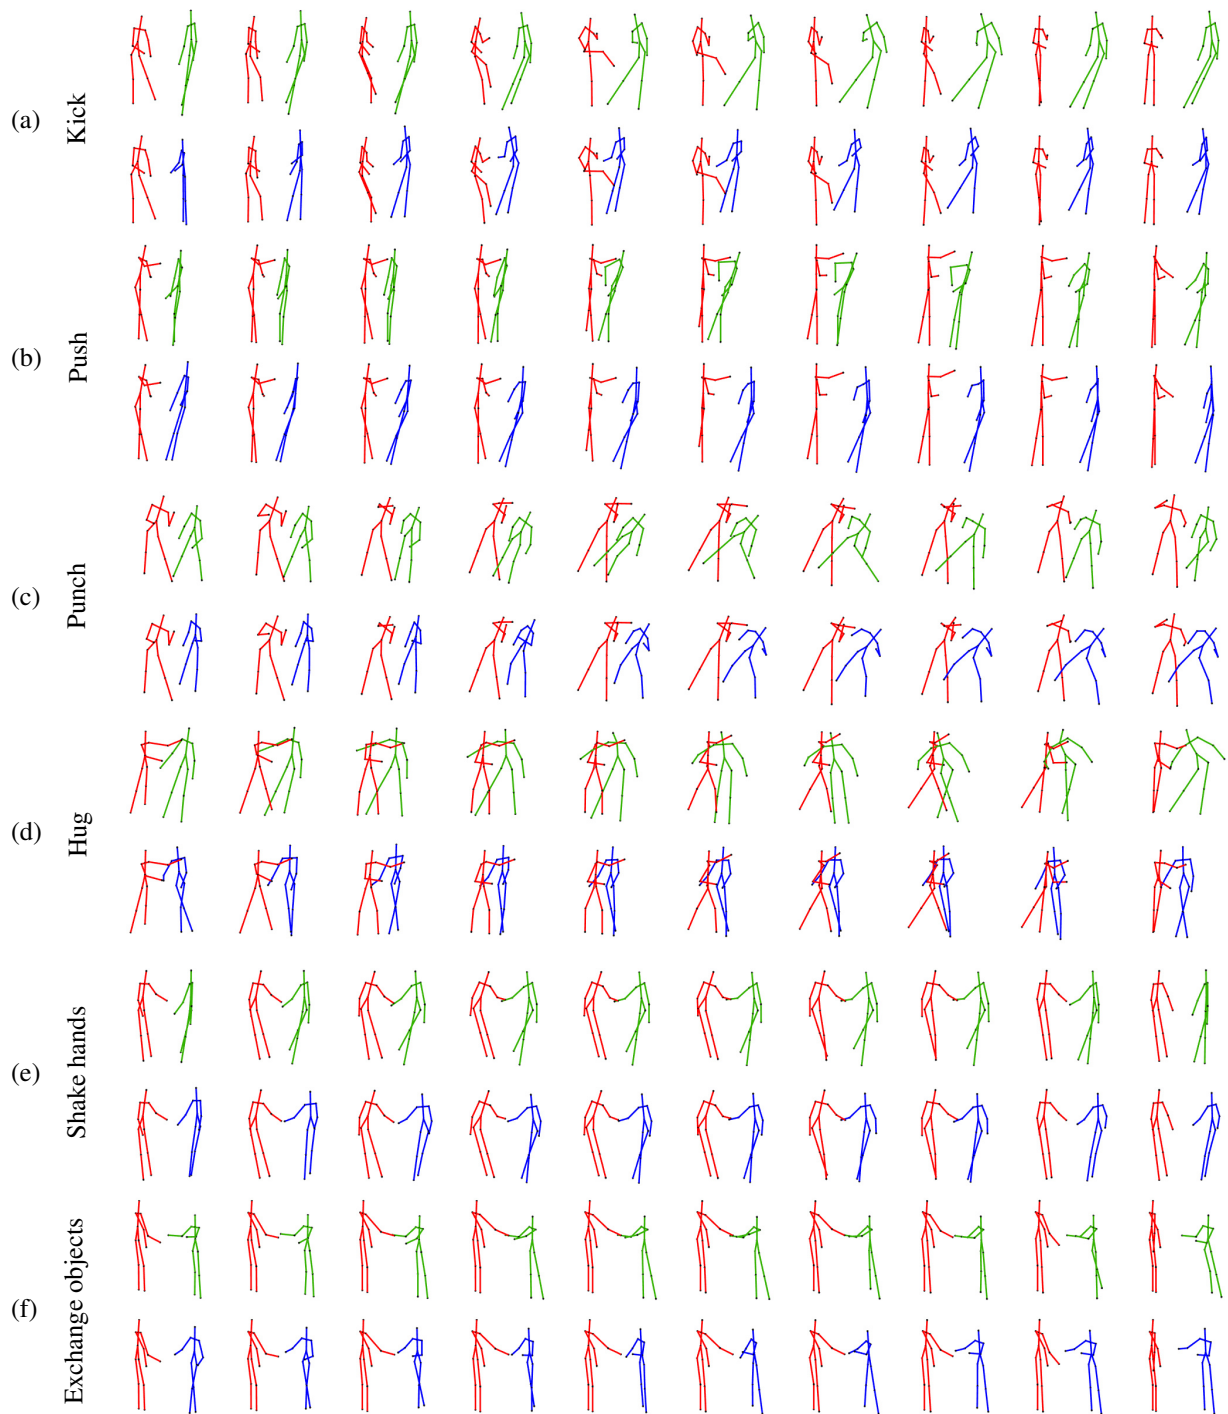 (a) Kick
(b) Push
(c) Punch
(d) Hug
(e) Shake hands
(f) Exchange objects